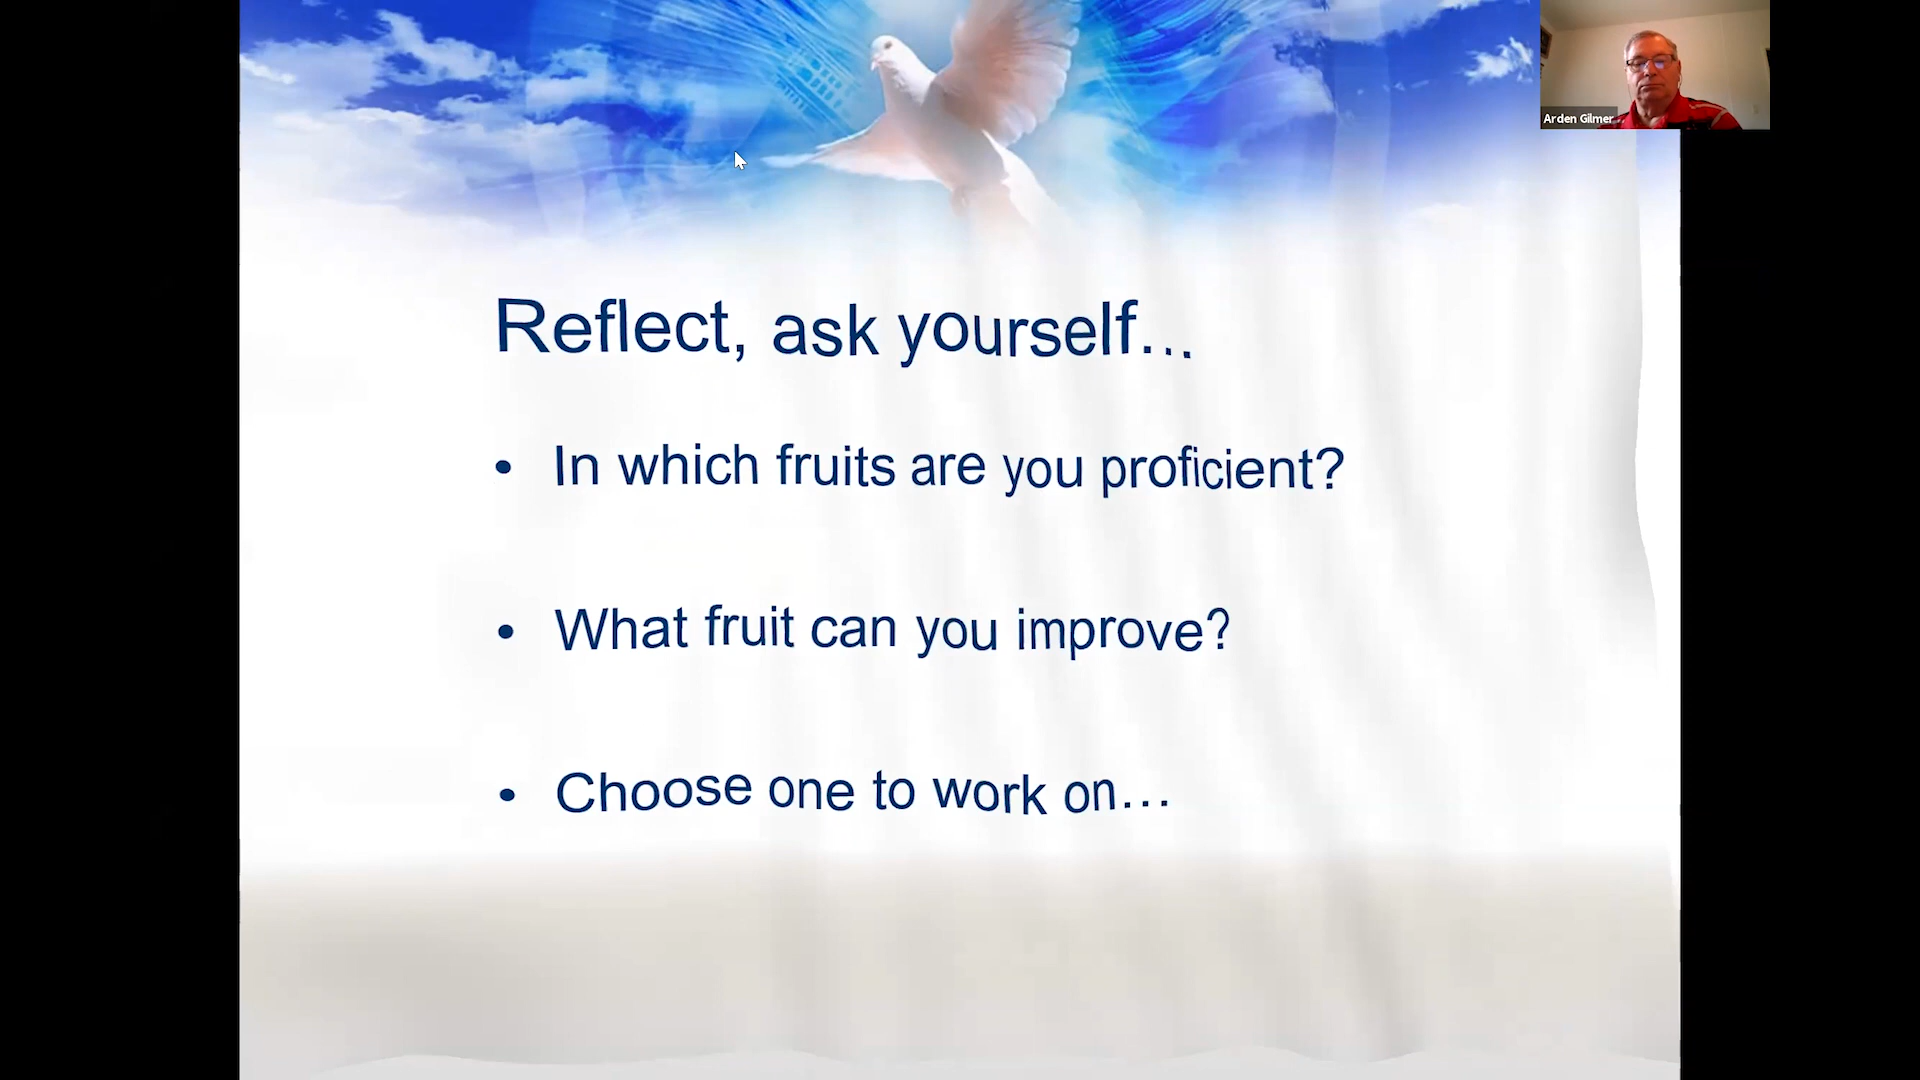 Arden Gilmer
Reflect, ask yourself...
• In which fruits are you proficient?
• What fruit can you improve?
• Choose one to work on...